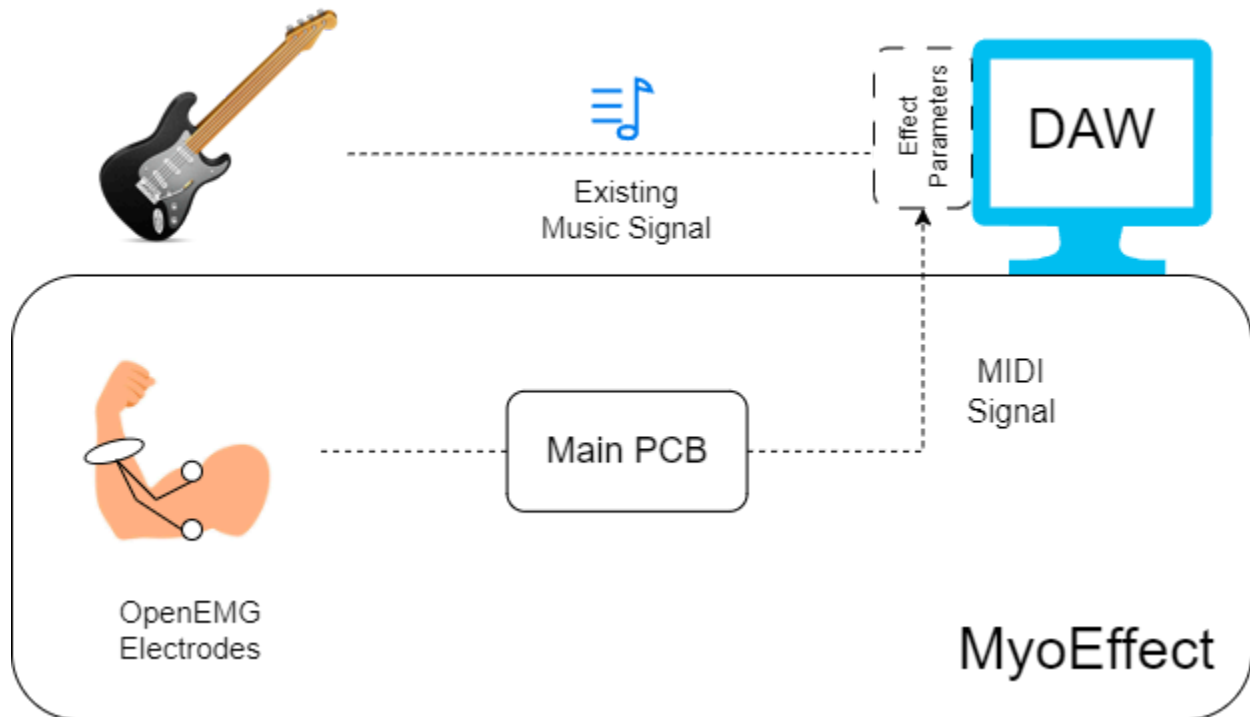 Effect
Parameters
DAW
Existing
Music Signal
MIDI
Signal
Main PCB
OpenEMG
Electrodes
MyoEffect